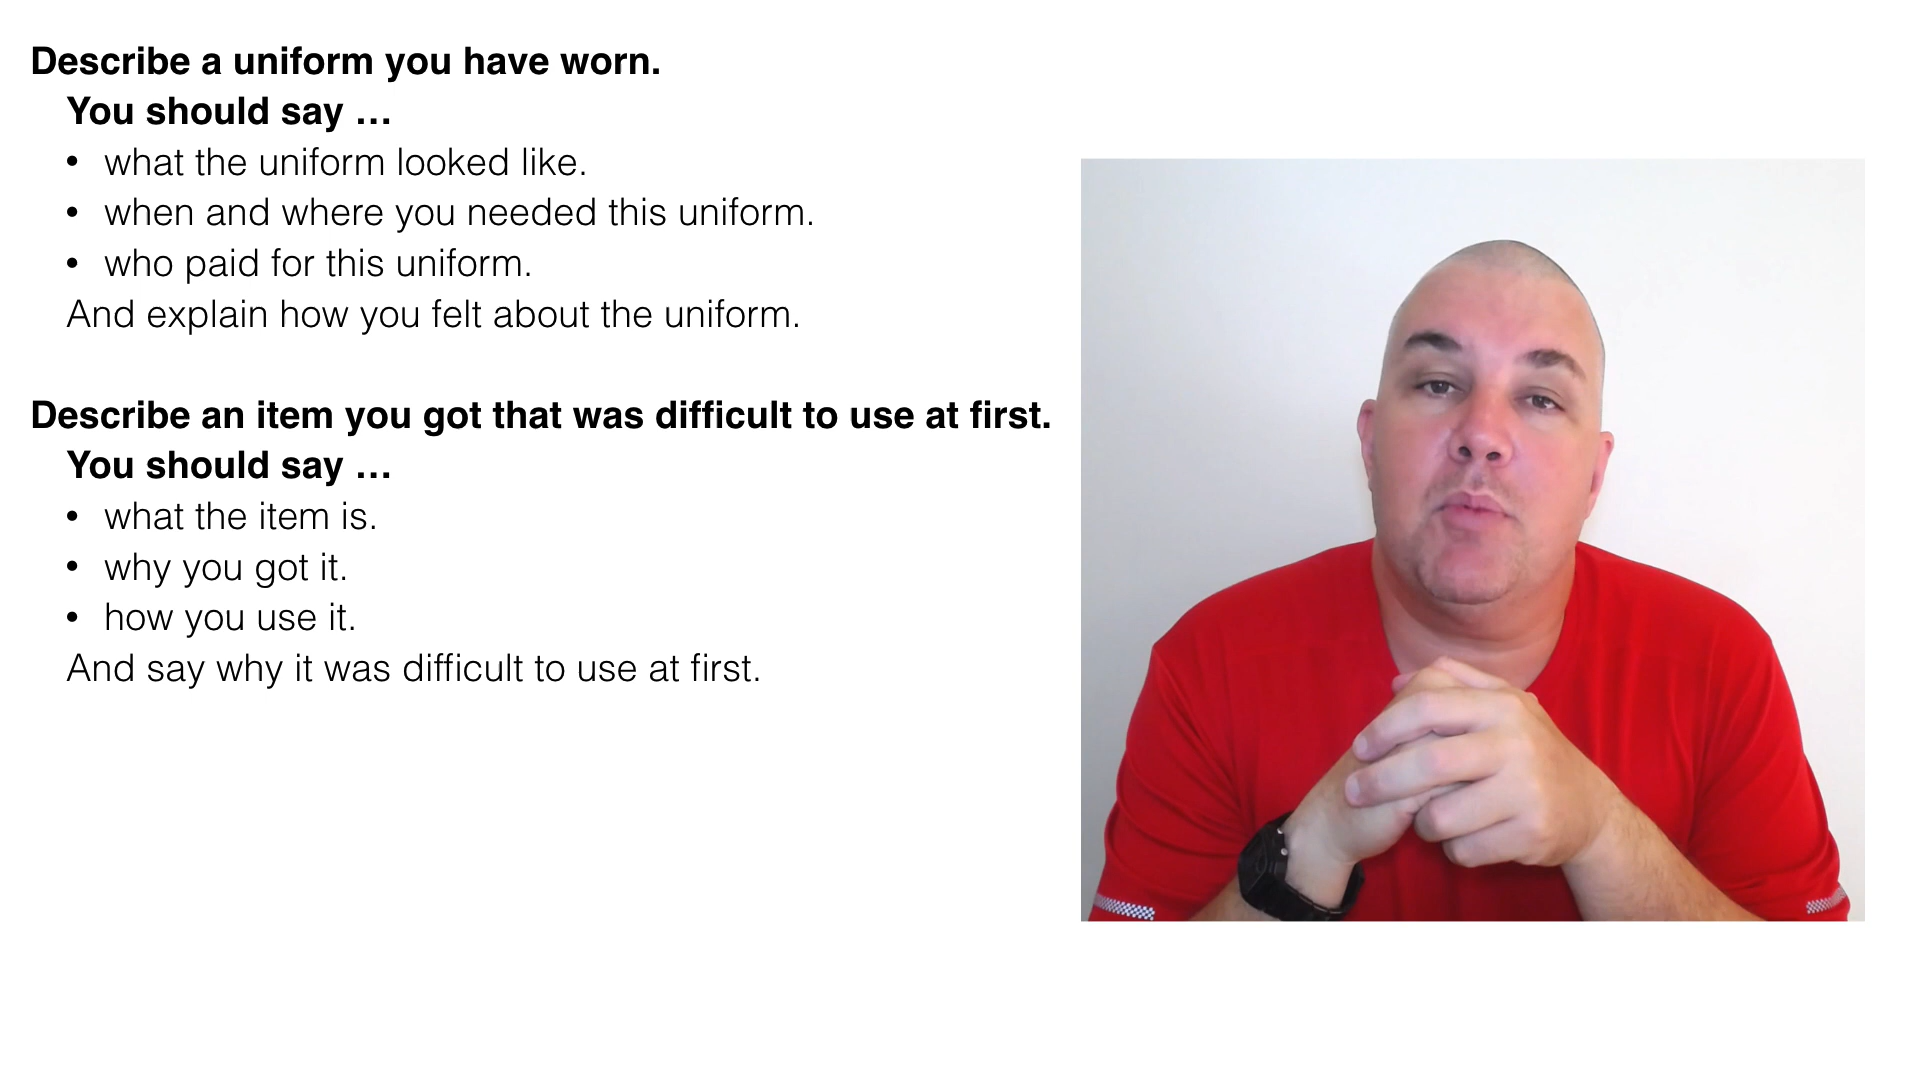 Describe a uniform you have worn.
You should say …
• what the uniform looked like.
• when and where you needed this uniform.
• who paid for this uniform.
And explain how you felt about the uniform.
Describe an item you got that was difficult to use at first.
You should say …
• what the item is.
• why you got it.
• how you use it.
And say why it was difficult to use at first.